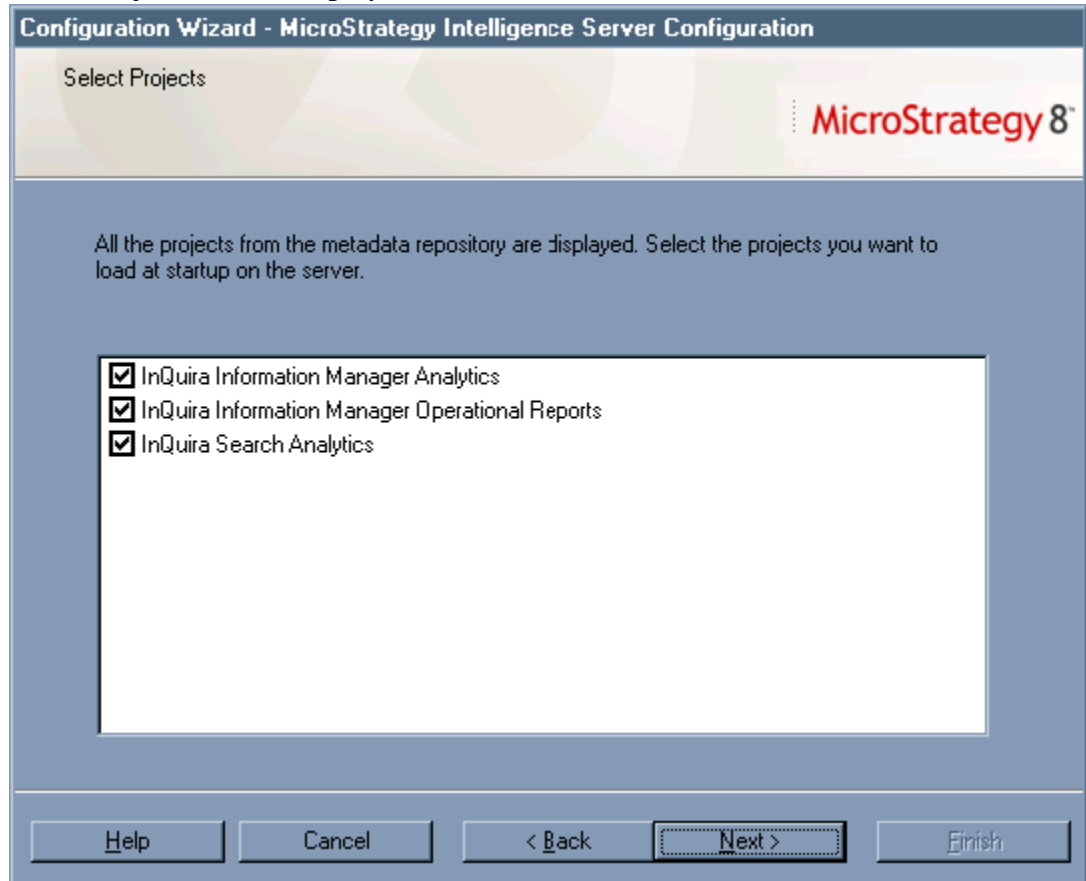 Configuration Wizard - MicroStrategy Intelligence Server Configuration
Select Projects
MicroStrategy 8
All the projects from the metadata repository are displayed. Select the projects you want to
load at startup on the server.
InQuira Information Manager Analytics
InQuira Information Manager Operational Reports
InQuira Search Analytics
Help
Cancel
< Back
Next >
Finish